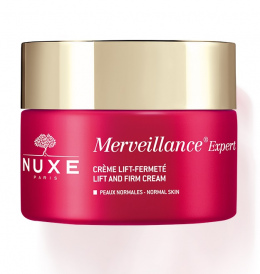 NUXE
PARIS
Merveillance® Expert
CRÈME LIFT-FERMETÉ
LIFT AND FIRM CREAM
PEAUX NORMALES - NORMAL SKIN